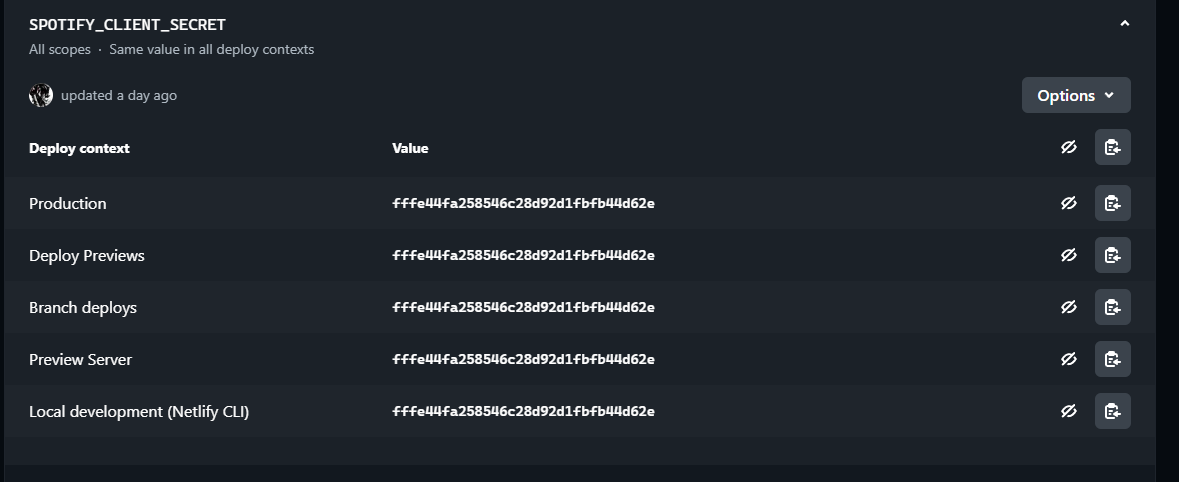 SPOTIFY_CLIENT_SECRET
All scopes · Same value in all deploy contexts
updated a day ago
Options
Deploy context Value
Production fffe44fa258546c28d92d1fbfb44d62e
Deploy Previews fffe44fa258546c28d92d1fbfb44d62e
Branch deploys fffe44fa258546c28d92d1fbfb44d62e
Preview Server fffe44fa258546c28d92d1fbfb44d62e
Local development (Netlify CLI) fffe44fa258546c28d92d1fbfb44d62e